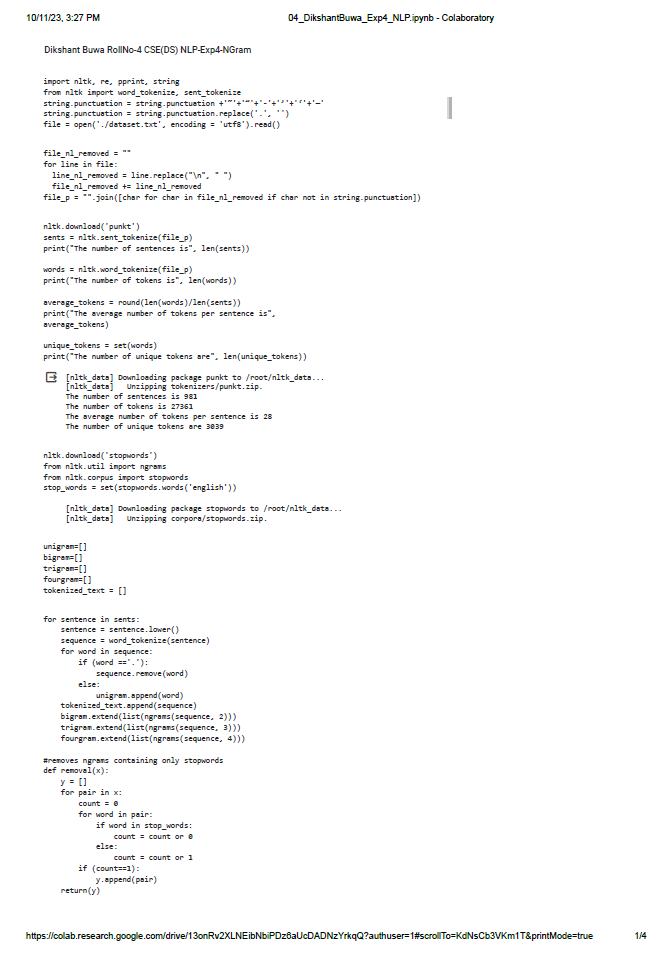 10/11/23, 3:27 PM 04_DikshantBuwa_Exp4_NLP.ipynb - Colaboratory
Dikshant Buwa RollNo-4 CSE(DS) NLP-Exp4-NGram
import nltk, re, pprint, string
from nltk import word_tokenize, sent_tokenize
string.punctuation = string.punctuation +'“'+'”'+'-'+'’'+'‘'+'—'
string.punctuation = string.punctuation.replace('.', '')
file = open('./dataset.txt', encoding = 'utf8').read()
file_nl_removed = ""
for line in file:
  line_nl_removed = line.replace("\n", " ")
  file_nl_removed += line_nl_removed
file_p = "".join([char for char in file_nl_removed if char not in string.punctuation])
nltk.download('punkt')
sents = nltk.sent_tokenize(file_p)
print("The number of sentences is", len(sents))
words = nltk.word_tokenize(file_p)
print("The number of tokens is", len(words))
average_tokens = round(len(words)/len(sents))
print("The average number of tokens per sentence is",
average_tokens)
unique_tokens = set(words)
print("The number of unique tokens are", len(unique_tokens))
[nltk_data] Downloading package punkt to /root/nltk_data...
[nltk_data]   Unzipping tokenizers/punkt.zip.
The number of sentences is 981
The number of tokens is 27361
The average number of tokens per sentence is 28
The number of unique tokens are 3039
nltk.download('stopwords')
from nltk.util import ngrams
from nltk.corpus import stopwords
stop_words = set(stopwords.words('english'))
[nltk_data] Downloading package stopwords to /root/nltk_data...
[nltk_data]   Unzipping corpora/stopwords.zip.
unigram=[]
bigram=[]
trigram=[]
fourgram=[]
tokenized_text = []
for sentence in sents:
    sentence = sentence.lower()
    sequence = word_tokenize(sentence)
    for word in sequence:
        if (word =='.'):
            sequence.remove(word)
        else:
            unigram.append(word)
    tokenized_text.append(sequence)
    bigram.extend(list(ngrams(sequence, 2)))
    trigram.extend(list(ngrams(sequence, 3)))
    fourgram.extend(list(ngrams(sequence, 4)))
#removes ngrams containing only stopwords
def removal(x):
    y = []
    for pair in x:
        count = 0
        for word in pair:
            if word in stop_words:
                count = count or 0
            else:
                count = count or 1
        if (count==1):
            y.append(pair)
    return(y)
https://colab.research.google.com/drive/13onRv2XLNEibNbiPDz6aUcDADNzYrkqQ?authuser=1#scrollTo=KdNsCb3VKm1T&printMode=true 1/4